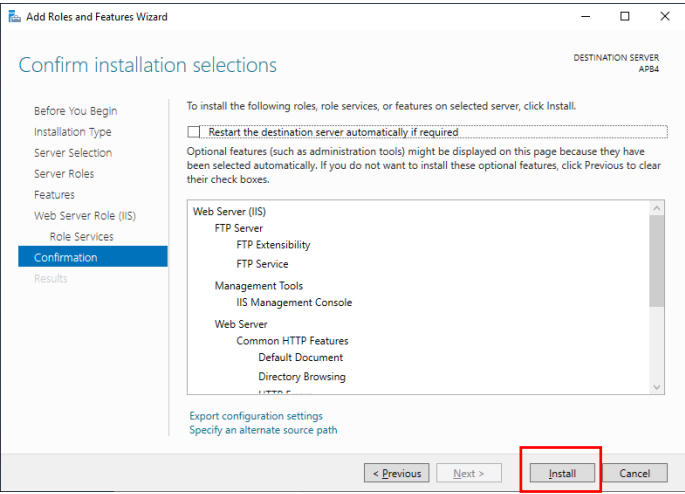 Add Roles and Features Wizard
Confirm installation selections
DESTINATION SERVER
APB4
Before You Begin
Installation Type
Server Selection
Server Roles
Features
Web Server Role (IIS)
Role Services
Confirmation
Results
To install the following roles, role services, or features on selected server, click Install.
Restart the destination server automatically if required
Optional features (such as administration tools) might be displayed on this page because they have
been selected automatically. If you do not want to install these optional features, click Previous to clear
their check boxes.
Web Server (IIS)
FTP Server
FTP Extensibility
FTP Service
Management Tools
IIS Management Console
Web Server
Common HTTP Features
Default Document
Directory Browsing
Export configuration settings
Specify an alternate source path
< Previous
Next >
Install
Cancel